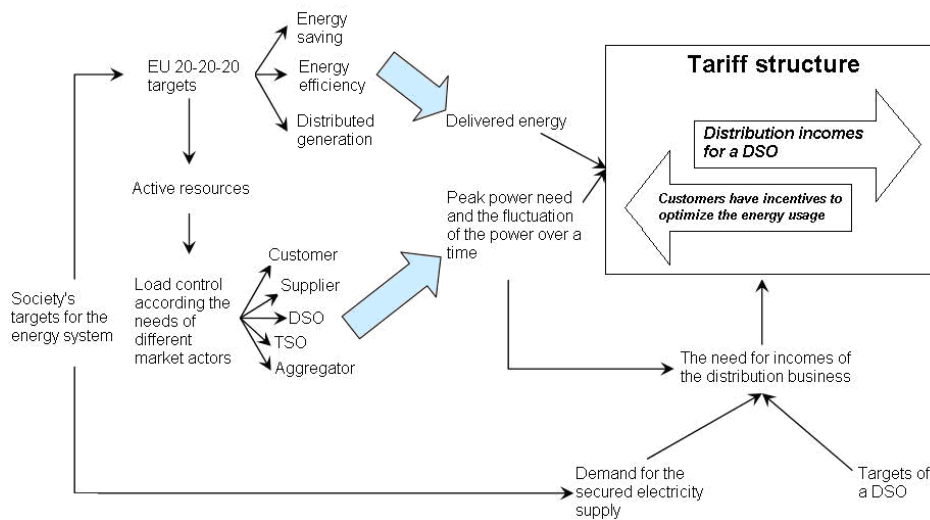 Energy
saving
EU 20-20-20
targets
Energy
efficiency
Distributed
generation
Delivered energy
Active resources
Peak power need
and the fluctuation
of the power over a
time
Load control
according the
needs of
different
market actors
Customer
Supplier
DSO
TSO
Aggregator
Society's
targets for the
energy system
Tariff structure
Distribution incomes
for a DSO
Customers have incentives to
optimize the energy usage
The need for incomes of
the distribution business
Demand for the
secured electricity
supply
Targets of
a DSO